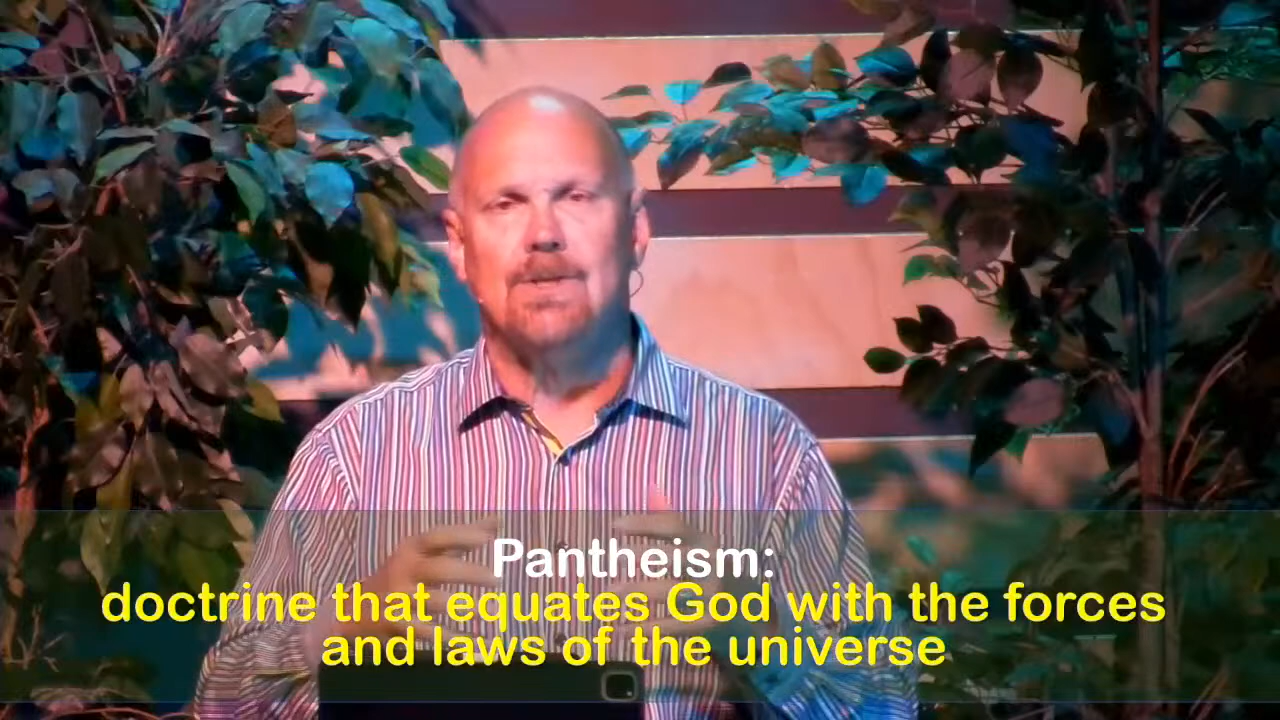 Pantheism:
doctrine that equates God with the forces
and laws of the universe